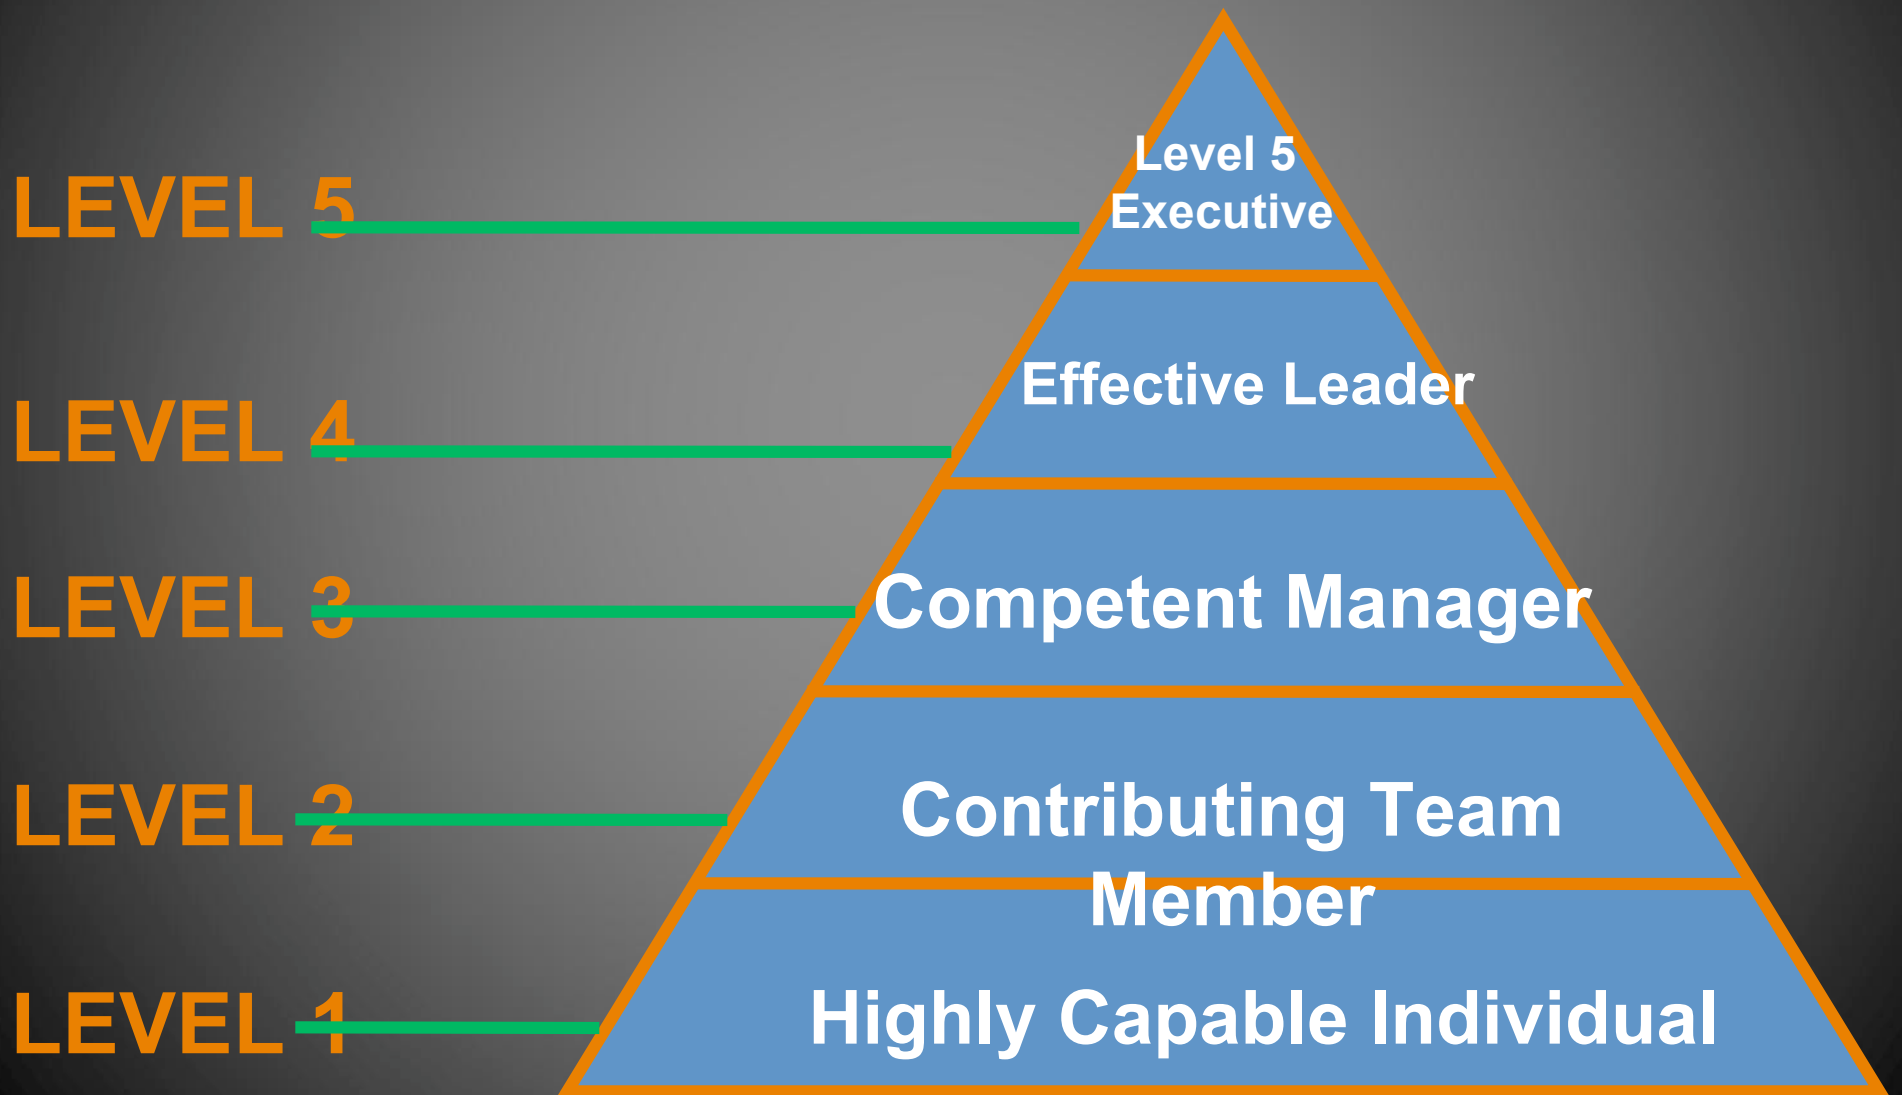 LEVEL 5
Level 5
Executive
LEVEL 4
Effective Leader
LEVEL 3
Competent Manager
LEVEL 2
Contributing Team
Member
LEVEL 1
Highly Capable Individual